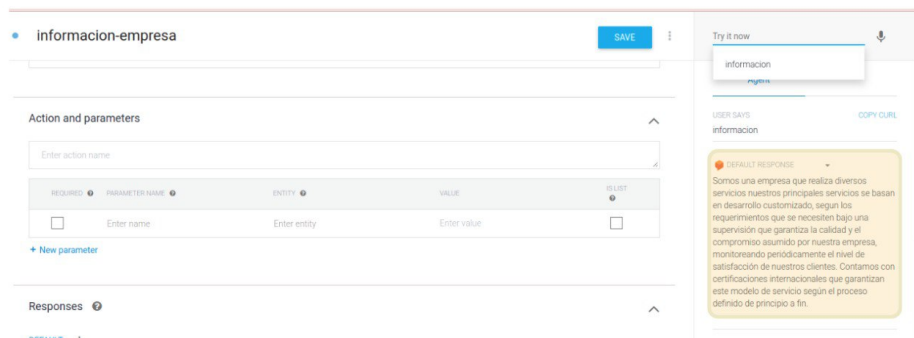 informacion-empresa
SAVE
Try it now
informacion
Agent
Action and parameters
USER SAYS
COPY CURL
informacion
Enter action name
DEFAULT RESPONSE
REQUIRED
PARAMETER NAME
ENTITY
VALUE
IS LIST
Enter name
Enter entity
Enter value
+ New parameter
Somos una empresa que realiza diversos
servicios nuestros principales servicios se basan
en desarrollo customizado, segun los
requerimientos que se necesiten bajo una
supervisión que garantiza la calidad y el
compromiso asumido por nuestra empresa,
monitoreando periódicamente el nivel de
satisfacción de nuestros clientes. Contamos con
certificaciones internacionales que garantizan
este modelo de servicio según el proceso
definido de principio a fin.
Responses